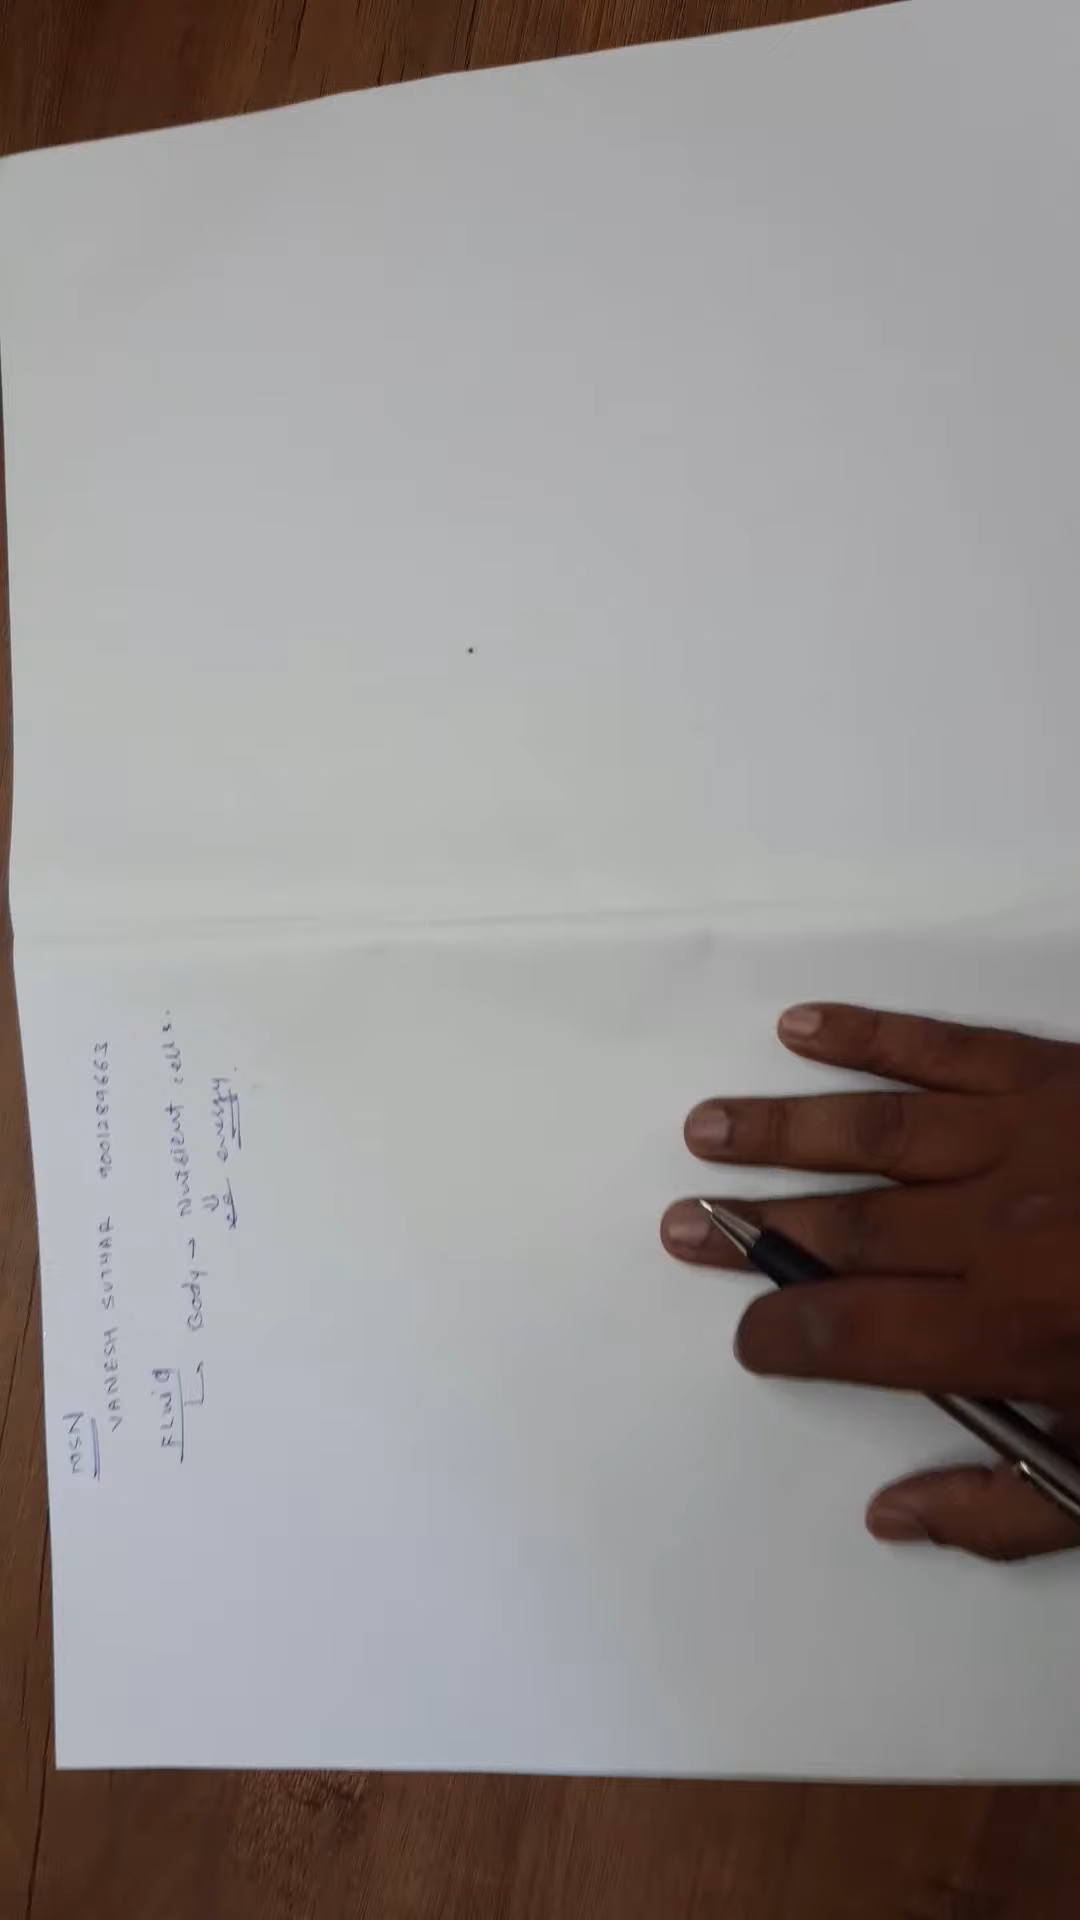 MSN
VANESH SUTHAR 9001289663
FLuid
Body → Nutrient cells.
⇓
energy.